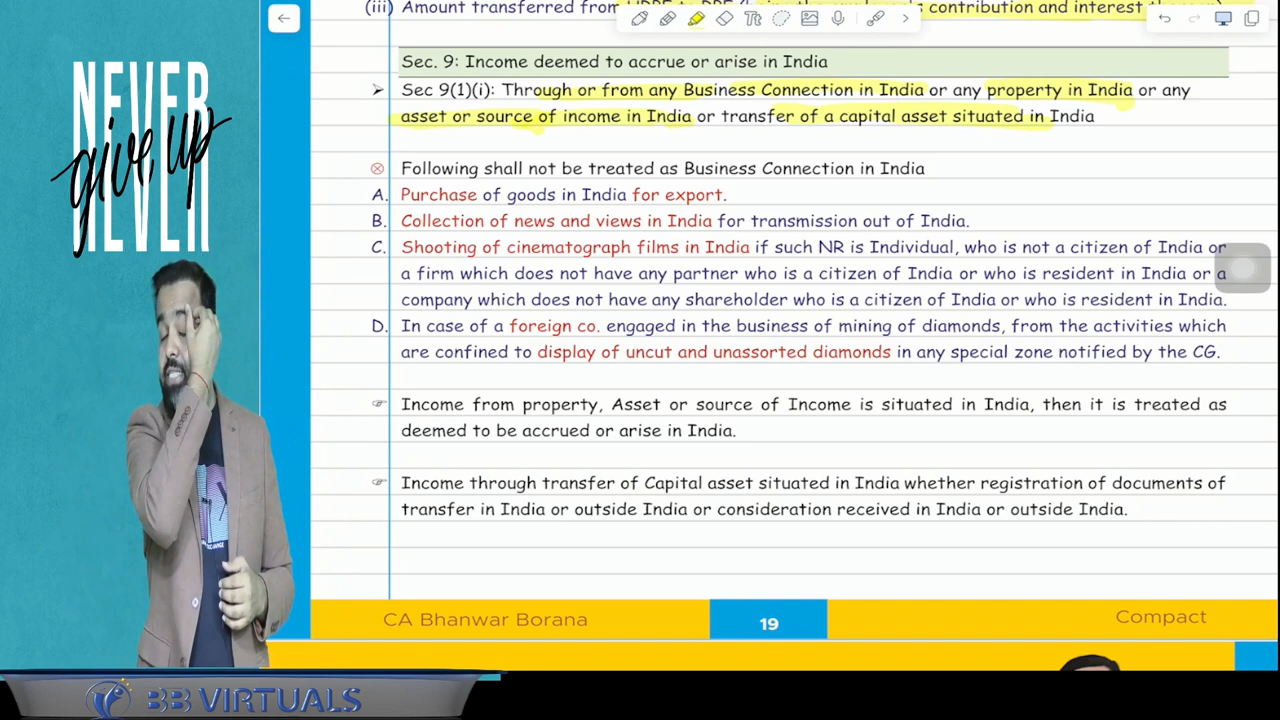 NEVER
give up
NEVER
(iii) Amount transferred from contribution and interest
Sec. 9: Income deemed to accrue or arise in India
➤ Sec 9(1)(i): Through or from any Business Connection in India or any property in India or any
asset or source of income in India or transfer of a capital asset situated in India
Following shall not be treated as Business Connection in India
A. Purchase of goods in India for export.
B. Collection of news and views in India for transmission out of India.
C. Shooting of cinematograph films in India if such NR is Individual, who is not a citizen of India or
a firm which does not have any partner who is a citizen of India or who is resident in India or a
company which does not have any shareholder who is a citizen of India or who is resident in India.
D. In case of a foreign co. engaged in the business of mining of diamonds, from the activities which
are confined to display of uncut and unassorted diamonds in any special zone notified by the CG.
☞ Income from property, Asset or source of Income is situated in India, then it is treated as
deemed to be accrued or arise in India.
☞ Income through transfer of Capital asset situated in India whether registration of documents of
transfer in India or outside India or consideration received in India or outside India.
CA Bhanwar Borana 19 Compact
BB VIRTUALS